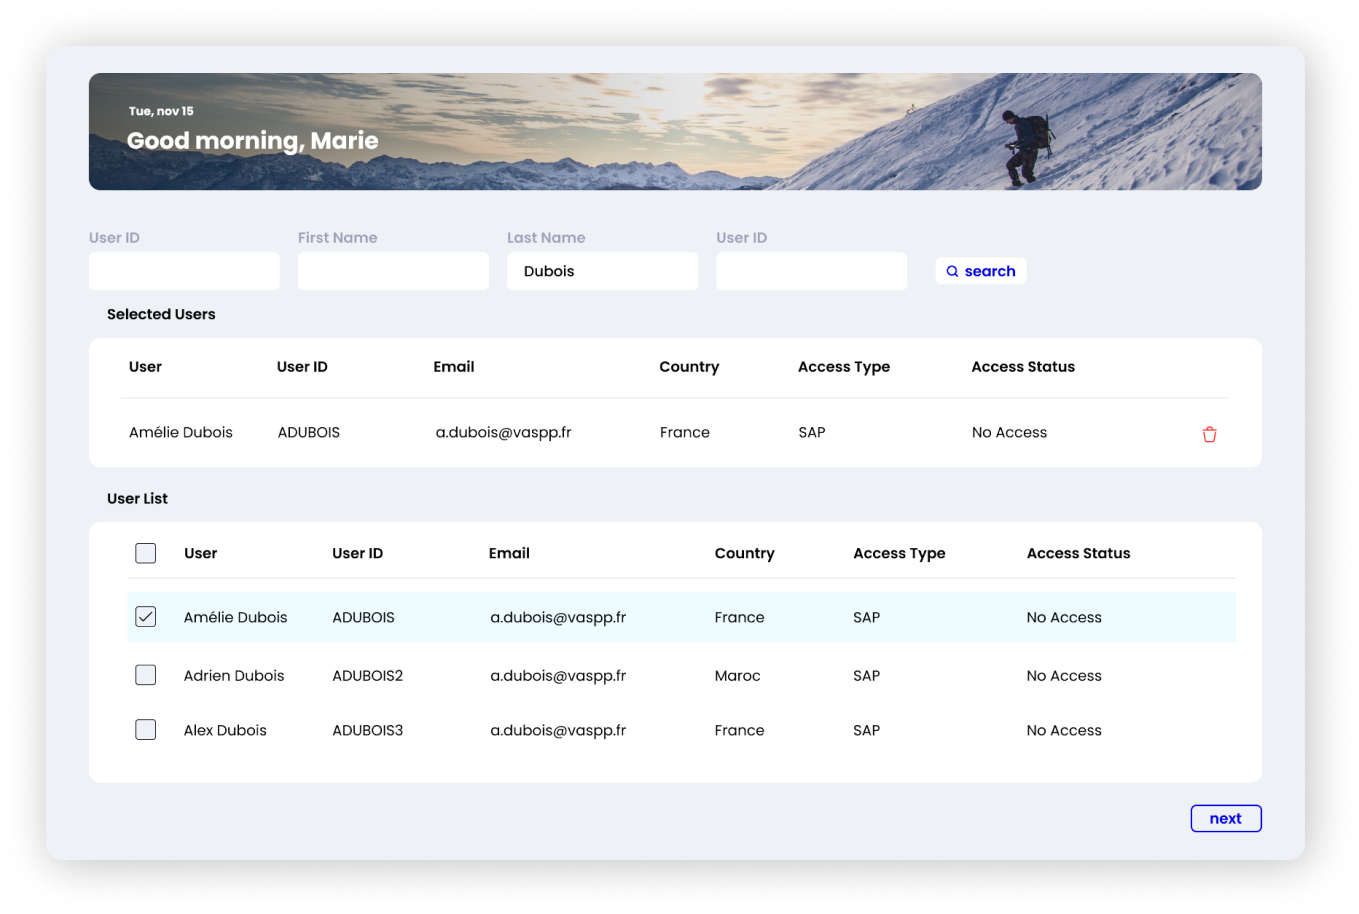 Tue, nov 15
Good morning, Marie
User ID First Name Last Name User ID
Dubois search
Selected Users
User User ID Email Country Access Type Access Status
Amélie Dubois ADUBOIS a.dubois@vaspp.fr France SAP No Access
User List
User User ID Email Country Access Type Access Status
Amélie Dubois ADUBOIS a.dubois@vaspp.fr France SAP No Access
Adrien Dubois ADUBOIS2 a.dubois@vaspp.fr Maroc SAP No Access
Alex Dubois ADUBOIS3 a.dubois@vaspp.fr France SAP No Access
next